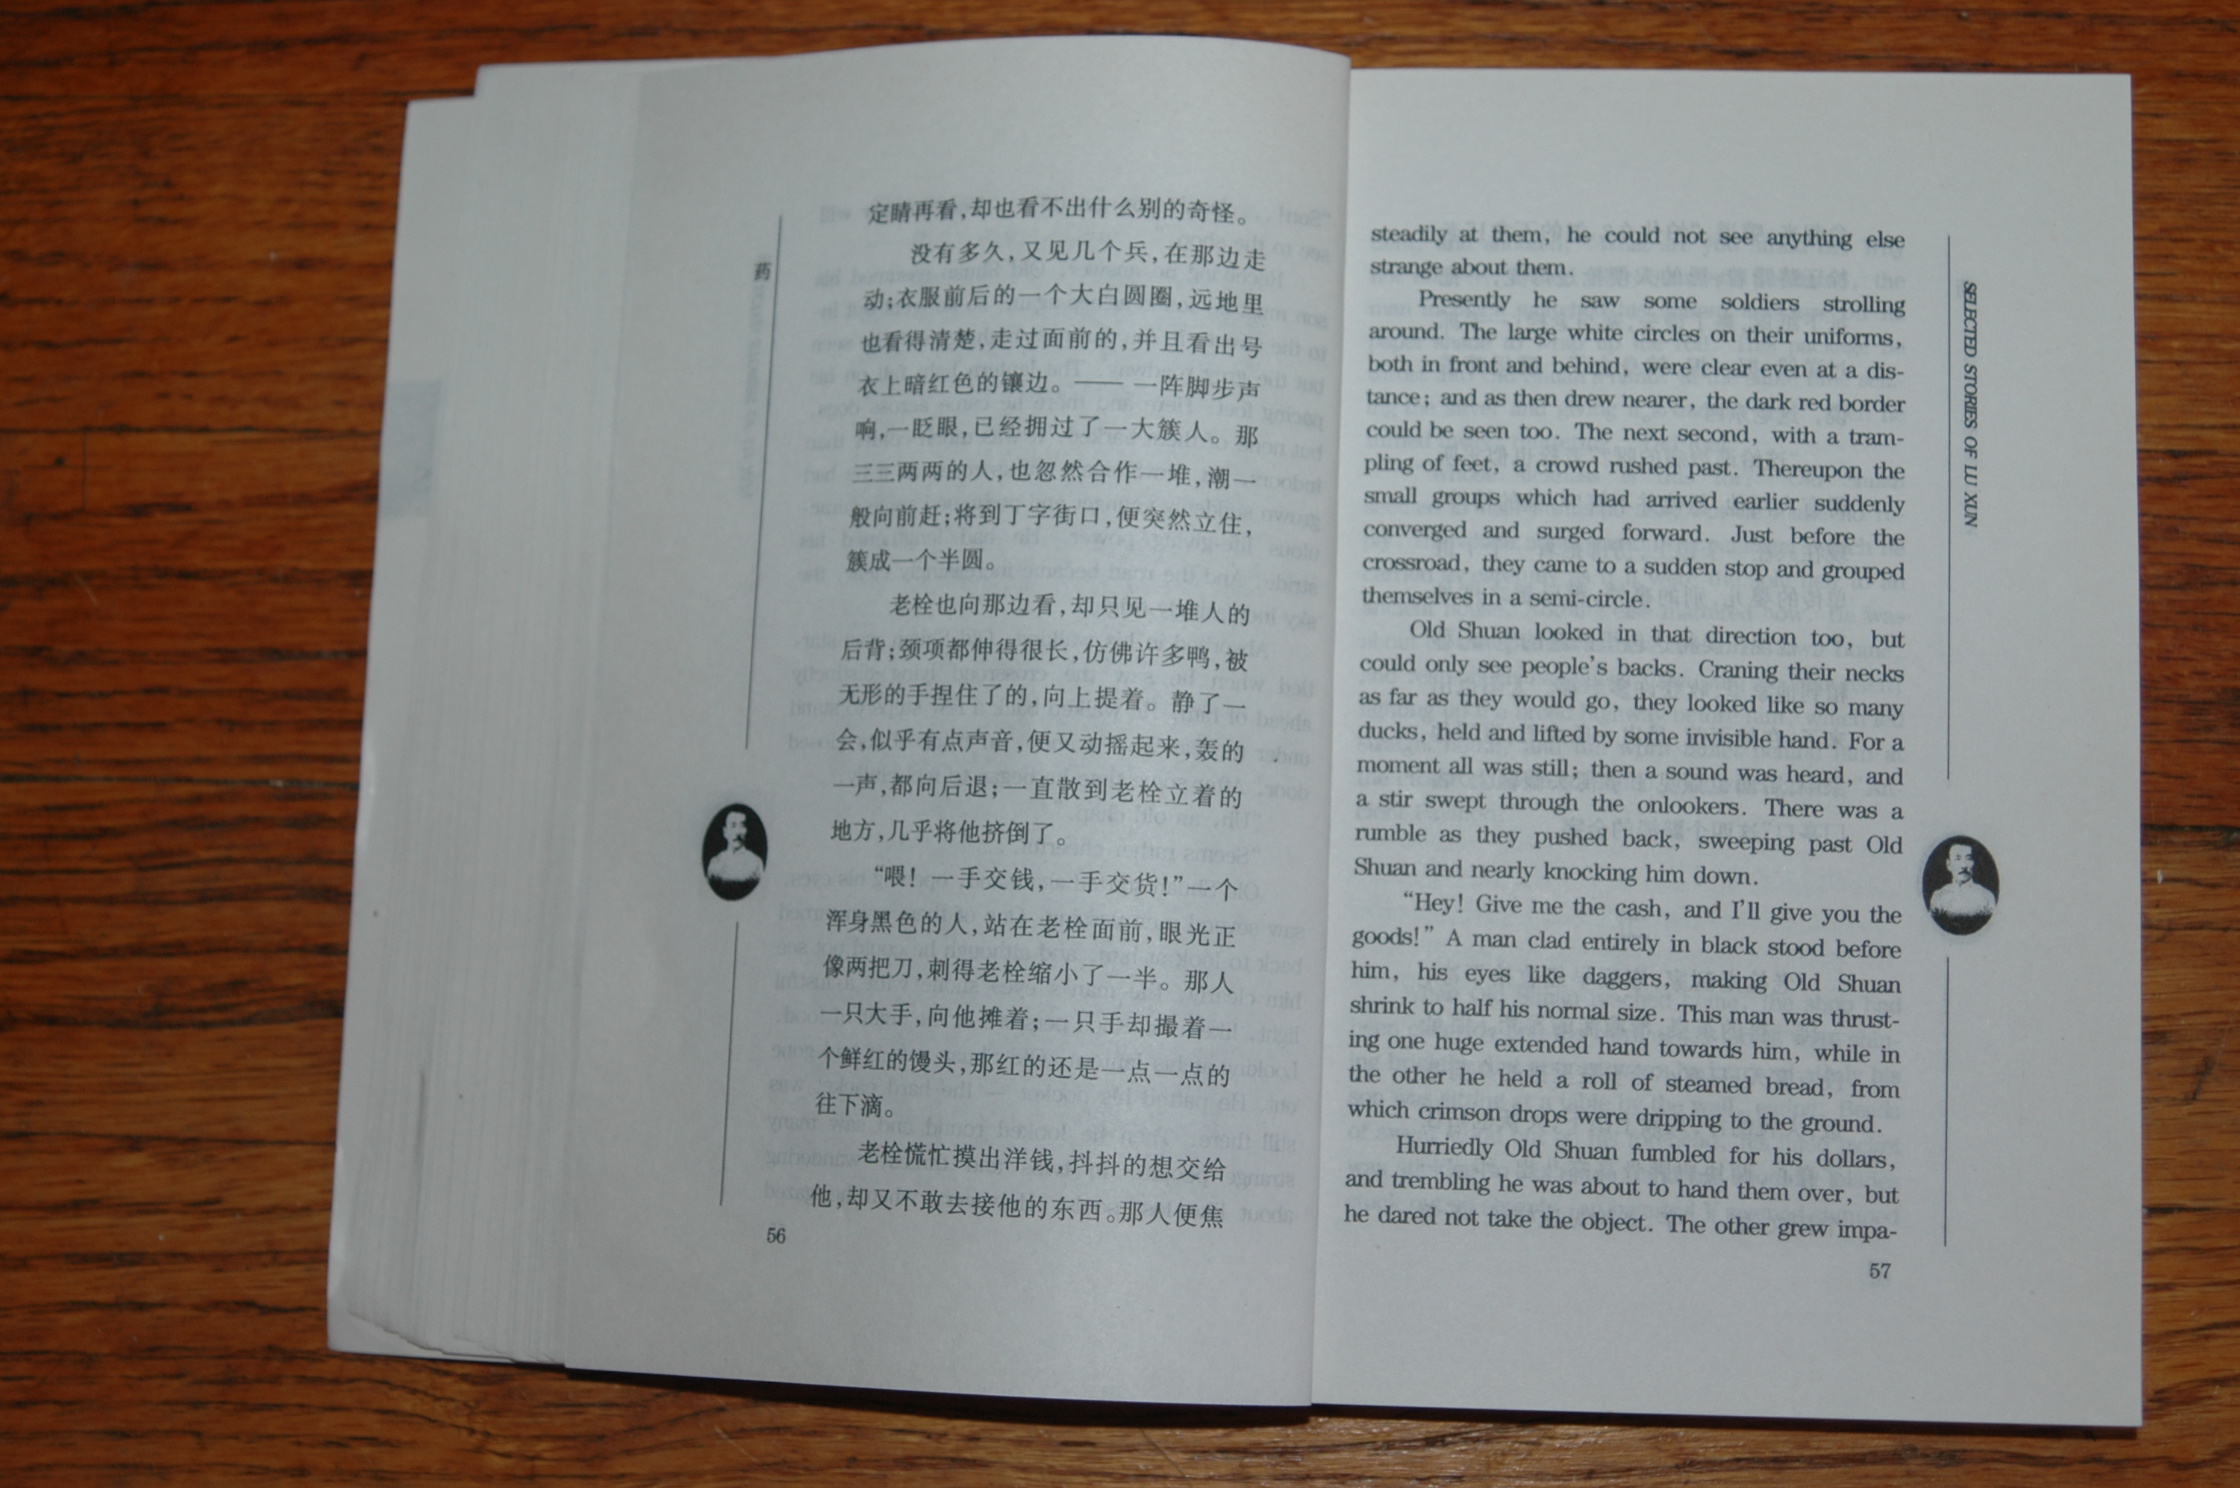 药
定睛再看,却也看不出什么别的奇怪。
没有多久,又见几个兵,在那边走
动;衣服前后的一个大白圆圈,远地里
也看得清楚,走过面前的,并且看出号
衣上暗红色的镶边。——一阵脚步声
响,一眨眼,已经拥过了一大簇人。那
三三两两的人,也忽然合作一堆,潮一
般向前赶;将到丁字街口,便突然立住,
簇成一个半圆。
老栓也向那边看,却只见一堆人的
后背;颈项都伸得很长,仿佛许多鸭,被
无形的手捏住了的,向上提着。静了一
会,似乎有点声音,便又动摇起来,轰的
一声,都向后退;一直散到老栓立着的
地方,几乎将他挤倒了。
“喂!一手交钱,一手交货!”一个
浑身黑色的人,站在老栓面前,眼光正
像两把刀,刺得老栓缩小了一半。那人
一只大手,向他摊着;一只手却撮着一
个鲜红的馒头,那红的还是一点一点的
往下滴。
老栓慌忙摸出洋钱,抖抖的想交给
他,却又不敢去接他的东西。那人便焦
56
SELECTED STORIES OF LU XUN
steadily at them, he could not see anything else
strange about them.
Presently he saw some soldiers strolling
around. The large white circles on their uniforms,
both in front and behind, were clear even at a dis-
tance; and as then drew nearer, the dark red border
could be seen too. The next second, with a tram-
pling of feet, a crowd rushed past. Thereupon the
small groups which had arrived earlier suddenly
converged and surged forward. Just before the
crossroad, they came to a sudden stop and grouped
themselves in a semi-circle.
Old Shuan looked in that direction too, but
could only see people's backs. Craning their necks
as far as they would go, they looked like so many
ducks, held and lifted by some invisible hand. For a
moment all was still; then a sound was heard, and
a stir swept through the onlookers. There was a
rumble as they pushed back, sweeping past Old
Shuan and nearly knocking him down.
“Hey! Give me the cash, and I'll give you the
goods!” A man clad entirely in black stood before
him, his eyes like daggers, making Old Shuan
shrink to half his normal size. This man was thrust-
ing one huge extended hand towards him, while in
the other he held a roll of steamed bread, from
which crimson drops were dripping to the ground.
Hurriedly Old Shuan fumbled for his dollars,
and trembling he was about to hand them over, but
he dared not take the object. The other grew impa-
57